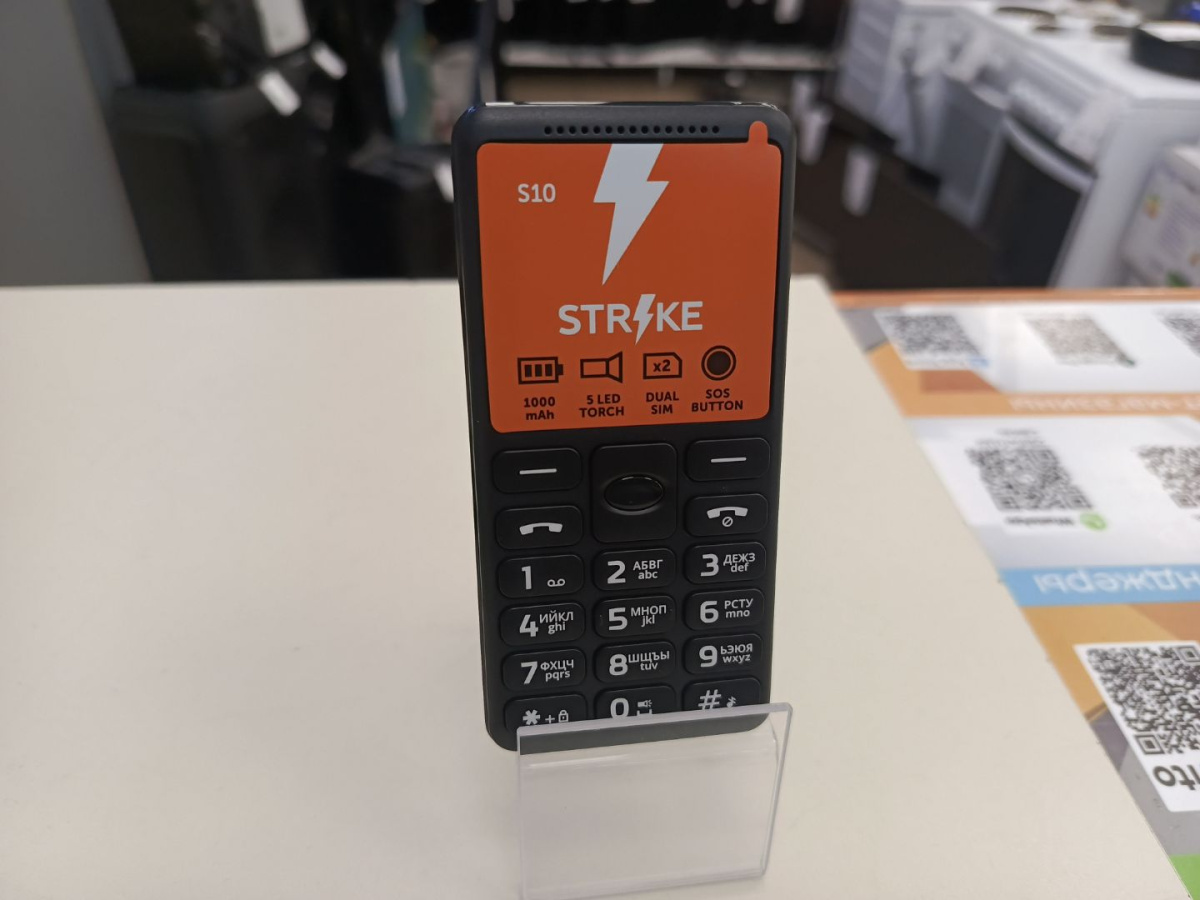 S10
STRIKE
x2
1000 mAh
5 LED TORCH
DUAL SIM
SOS BUTTON
1
2 АБВГ abc
3 ДЕЖЗ def
4 ИЙКЛ ghi
5 МНОП jkl
6 РСТУ mno
7 ФХЦЧ pqrs
8 ШЩЪЫ tuv
9 ЬЭЮЯ wxyz
* +
0
#